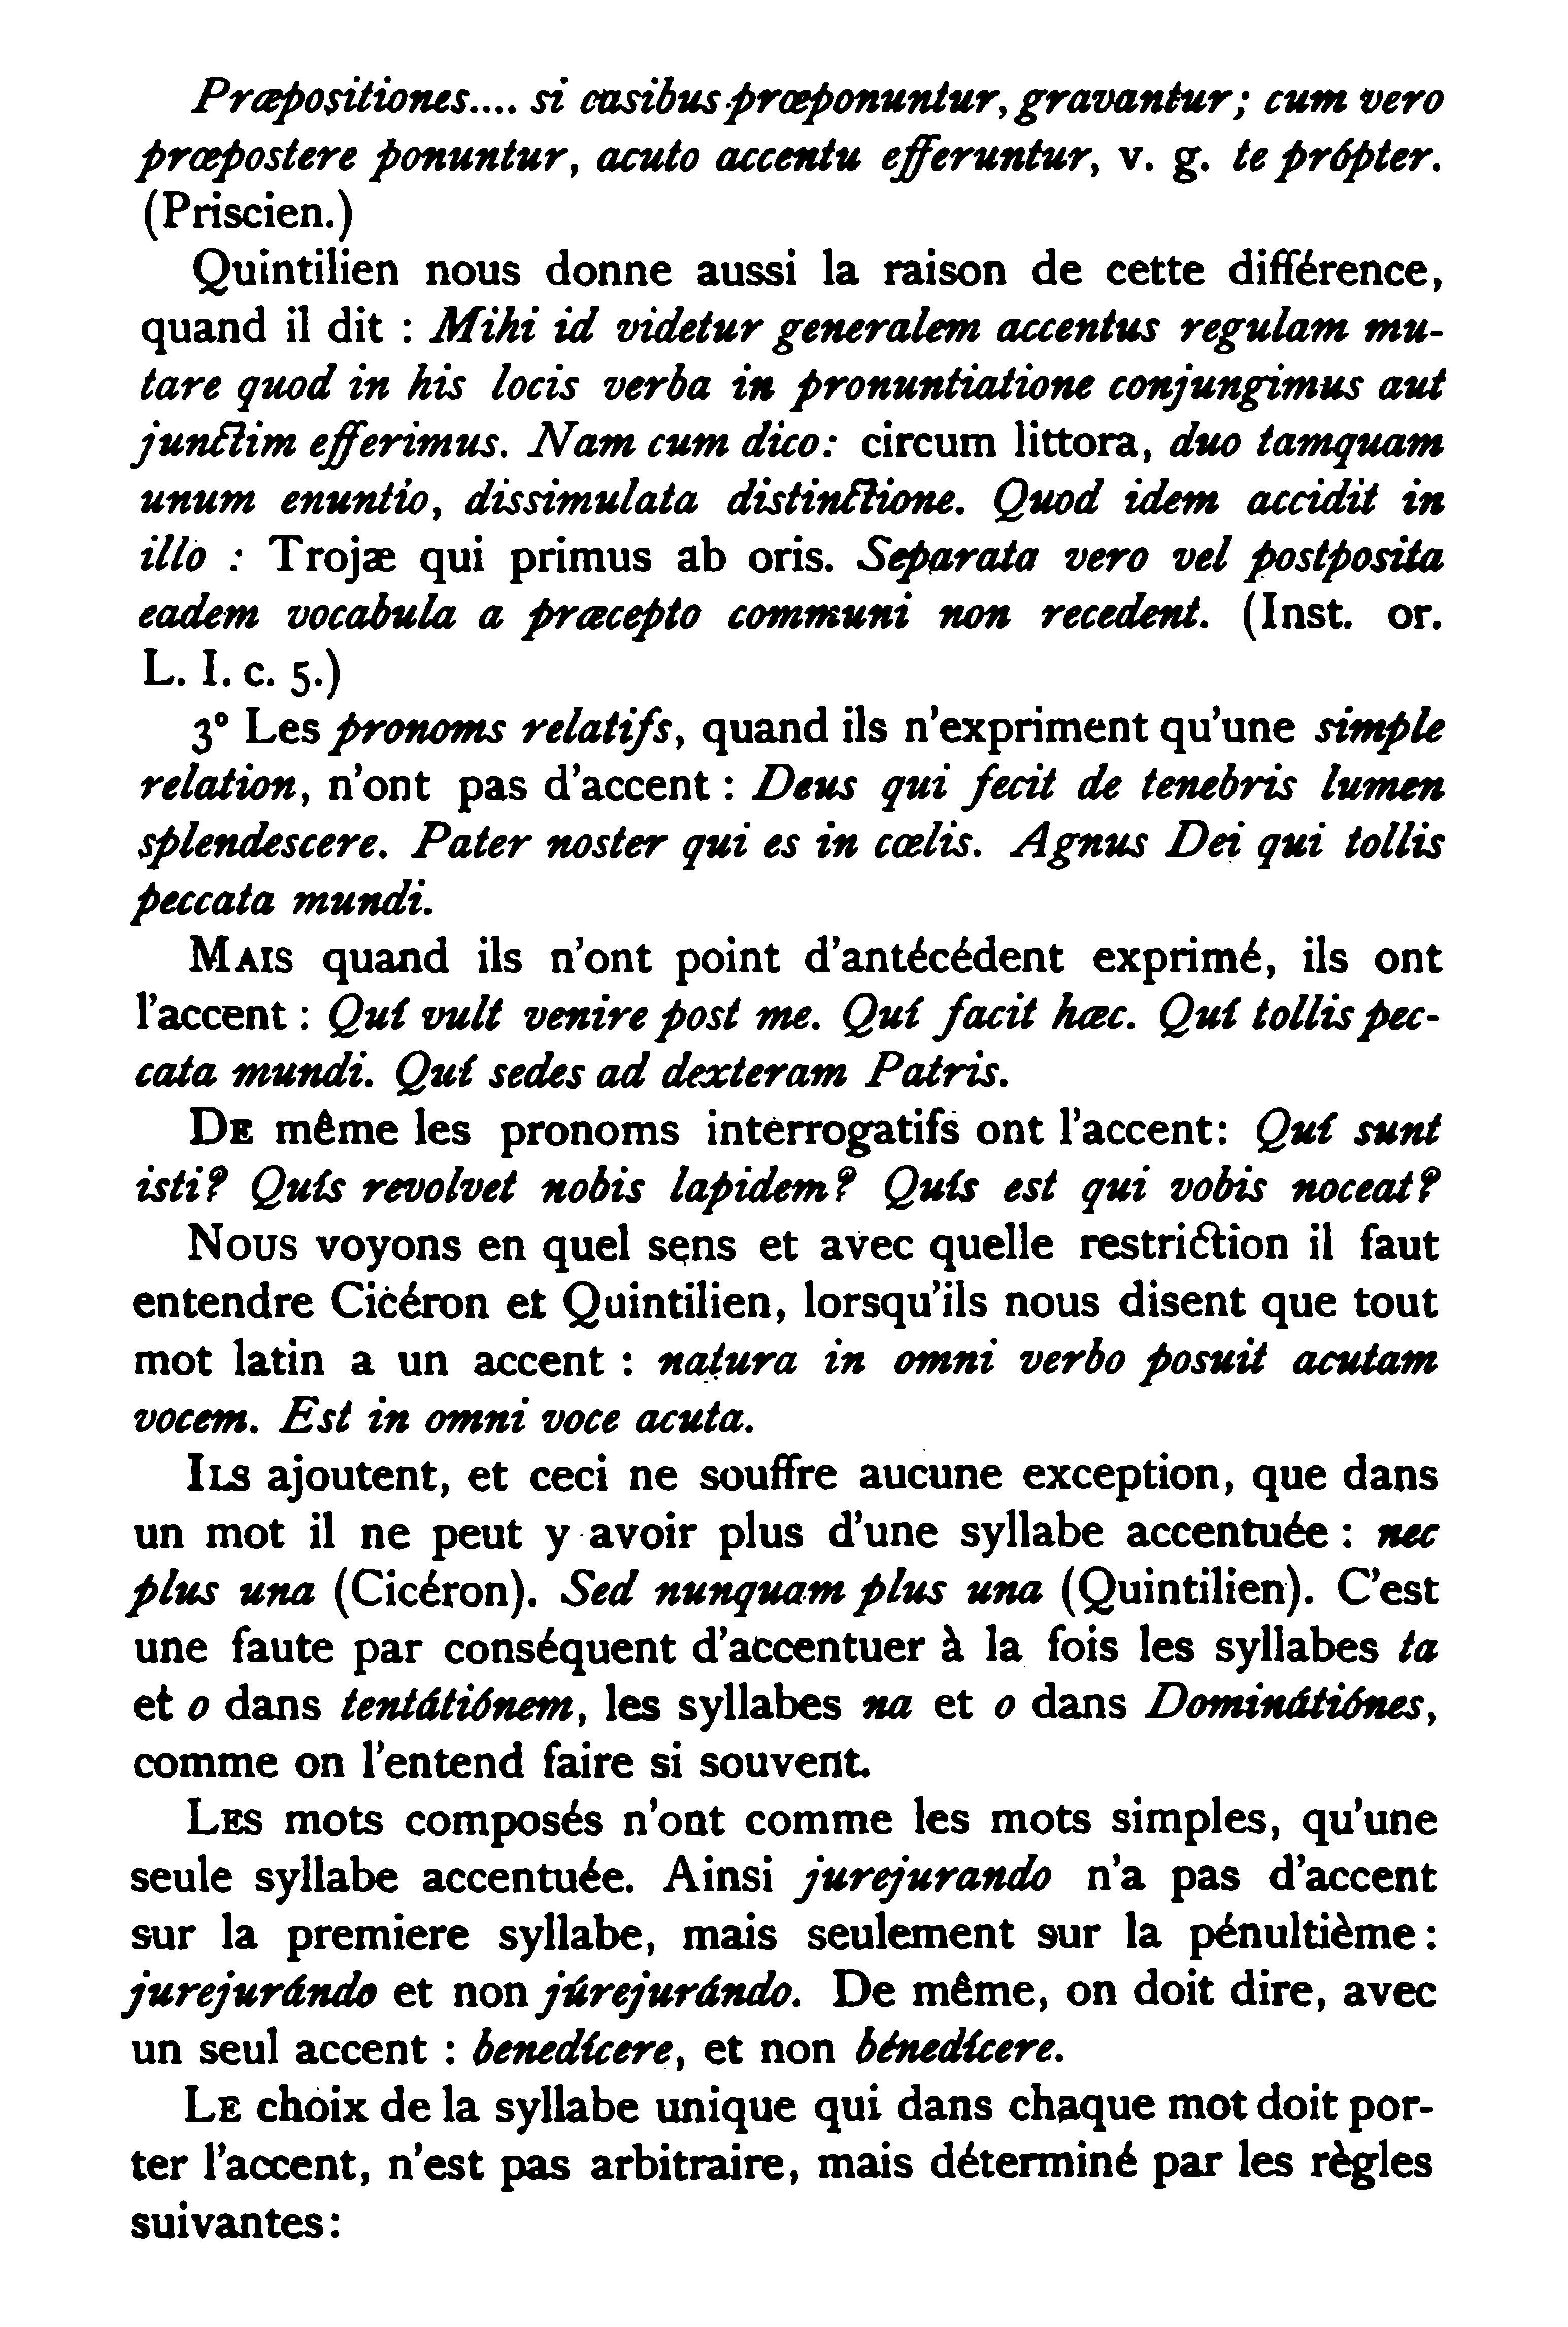 Præpositiones.... si casibus præponuntur, gravantur; cum vero
præpostere ponuntur, acuto accentu efferuntur, v. g. te própter.
(Priscien.)
Quintilien nous donne aussi la raison de cette différence,
quand il dit : Mihi id videtur generalem accentus regulam mu-
tare quod in his locis verba in pronuntiatione conjungimus aut
junctim efferimus. Nam cum dico: circum littora, duo tamquam
unum enuntio, dissimulata distinctione. Quod idem accidit in
illo : Trojæ qui primus ab oris. Separata vero vel postposita
eadem vocabula a præcepto communi non recedent. (Inst. or.
L. I. c. 5.)
3° Les pronoms relatifs, quand ils n'expriment qu'une simple
relation, n'ont pas d'accent : Deus qui fecit de tenebris lumen
splendescere. Pater noster qui es in cœlis. Agnus Dei qui tollis
peccata mundi.
MAIS quand ils n'ont point d'antécédent exprimé, ils ont
l'accent : Quí vult venire post me. Quí facit hæc. Quí tollis pec-
cata mundi. Quí sedes ad dexteram Patris.
DE même les pronoms interrogatifs ont l'accent: Quí sunt
isti? Quís revolvet nobis lapidem? Quís est qui vobis noceat?
NOUS voyons en quel sens et avec quelle restriction il faut
entendre Cicéron et Quintilien, lorsqu'ils nous disent que tout
mot latin a un accent : natura in omni verbo posuit acutam
vocem. Est in omni voce acuta.
ILS ajoutent, et ceci ne souffre aucune exception, que dans
un mot il ne peut y avoir plus d'une syllabe accentuée : nec
plus una (Cicéron). Sed nunquam plus una (Quintilien). C'est
une faute par conséquent d'accentuer à la fois les syllabes ta
et o dans tentátiónem, les syllabes na et o dans Dominátiónes,
comme on l'entend faire si souvent.
LES mots composés n'ont comme les mots simples, qu'une
seule syllabe accentuée. Ainsi jurejurando n'a pas d'accent
sur la premiere syllabe, mais seulement sur la pénultième :
jurejurándo et non júrejurándo. De même, on doit dire, avec
un seul accent : benedícere, et non bénedícere.
LE choix de la syllabe unique qui dans chaque mot doit por-
ter l'accent, n'est pas arbitraire, mais déterminé par les règles
suivantes :